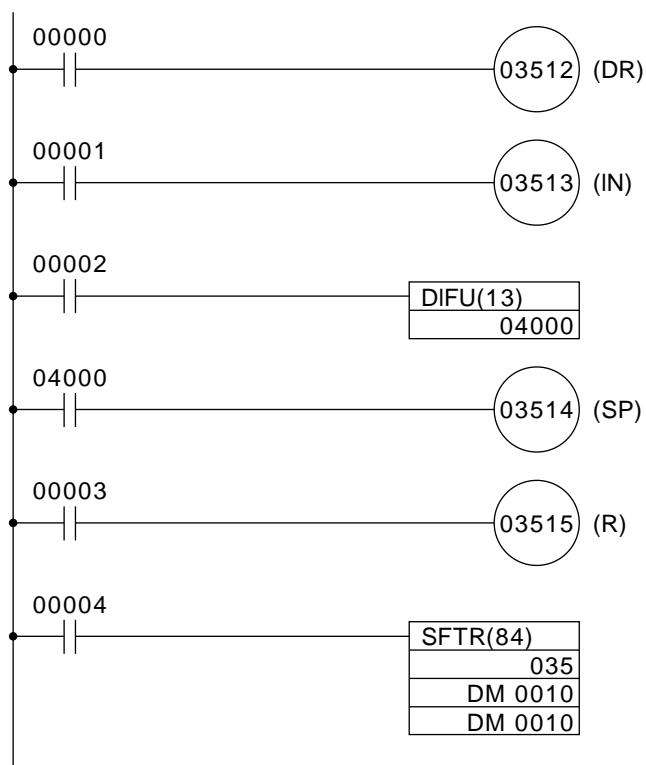 00000
03512 (DR)
00001
03513 (IN)
00002
DIFU(13)
04000
04000
03514 (SP)
00003
03515 (R)
00004
SFTR(84)
035
DM 0010
DM 0010